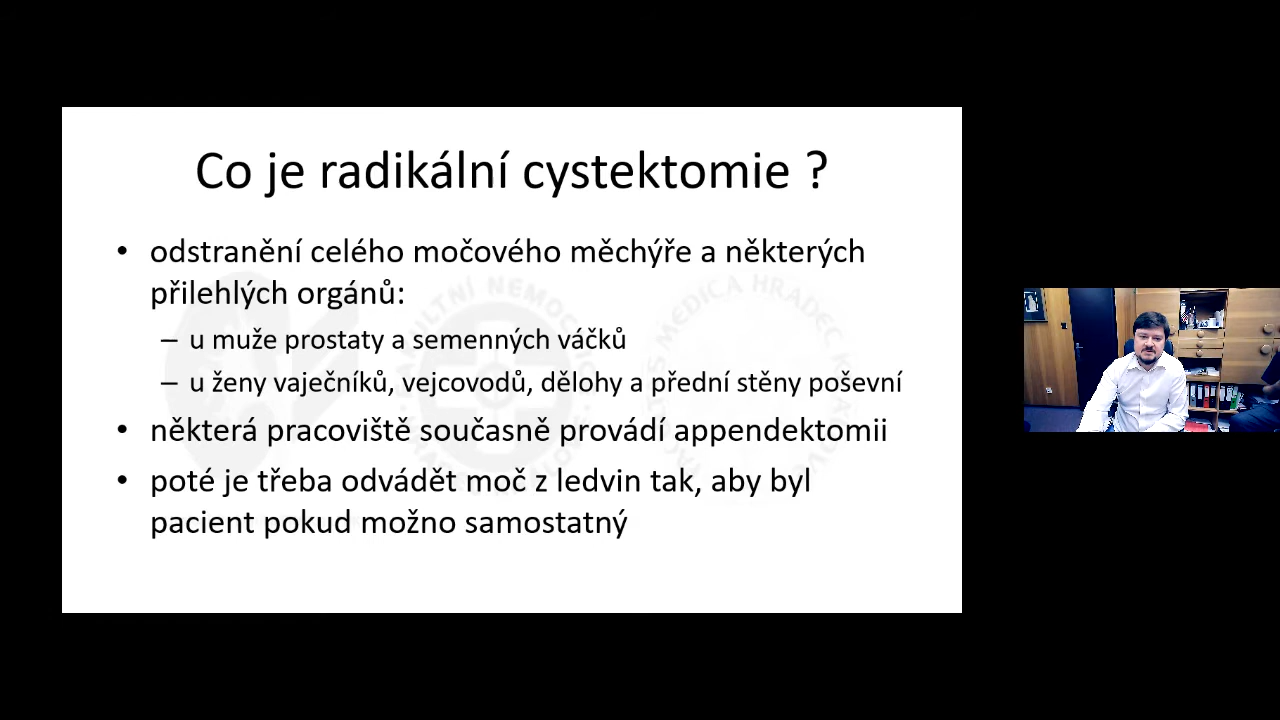 Co je radikální cystektomie ?
• odstranění celého močového měchýře a některých
přilehlých orgánů:
– u muže prostaty a semenných váčků
– u ženy vaječníků, vejcovodů, dělohy a přední stěny poševní
• některá pracoviště současně provádí appendektomii
• poté je třeba odvádět moč z ledvin tak, aby byl
pacient pokud možno samostatný